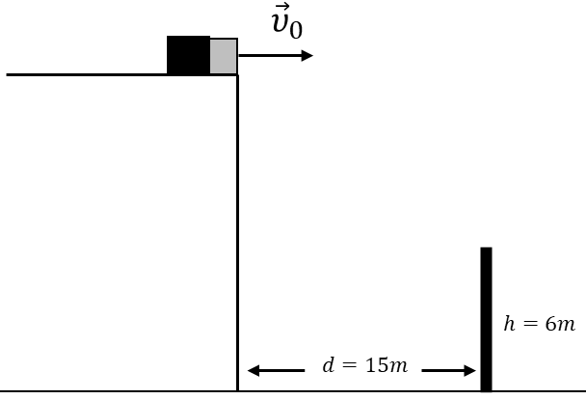 v⃗₀
h = 6m
d = 15m